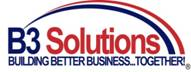 B3 Solutions
BUILDING BETTER BUSINESS...TOGETHER!®